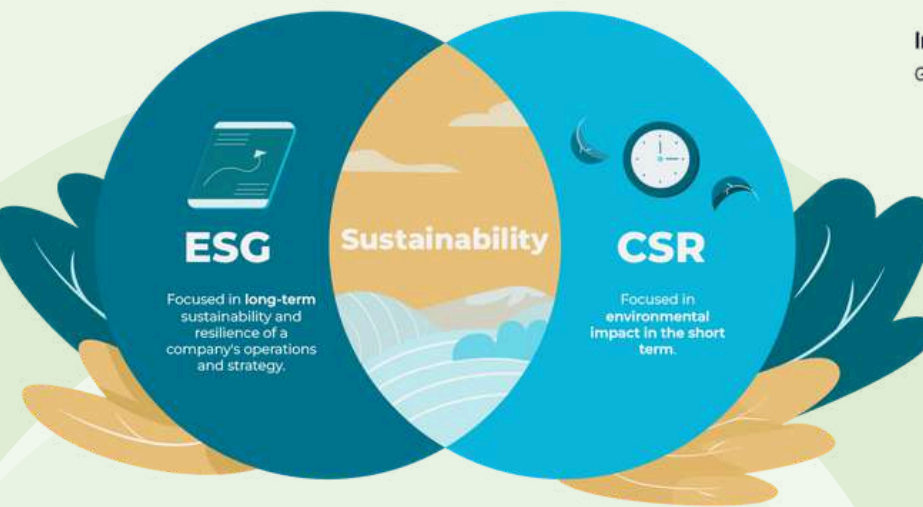 ESG
Focused in long-term
sustainability and
resilience of a
company's operations
and strategy.
Sustainability
CSR
Focused in
environmental
impact in the short
term.